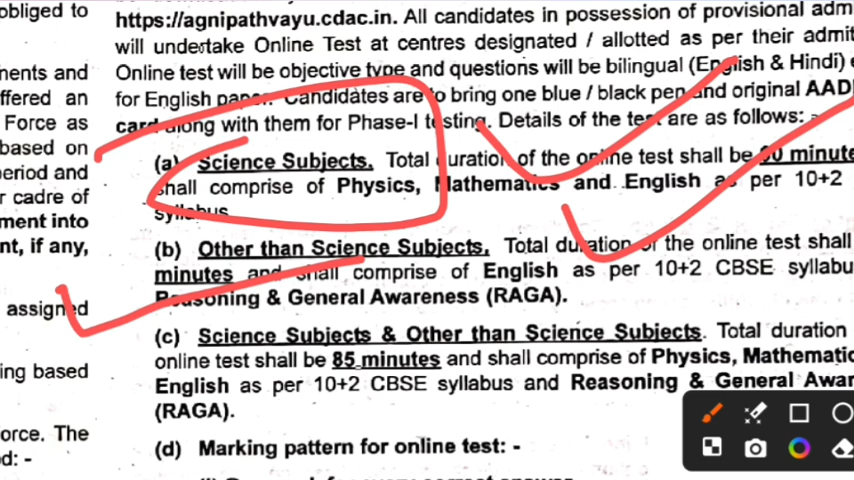 obliged to
nents and
ffered an
Force as
based on
eriod and
r cadre of
ment into
nt, if any,
assigned
ing based
orce. The
d: -
https://agnipathvayu.cdac.in. All candidates in possession of provisional adm
will undertake Online Test at centres designated / allotted as per their admit
Online test will be objective type and questions will be bilingual (English & Hindi) e
for English paper. Candidates are to bring one blue / black pen and original AAD
card along with them for Phase-I testing. Details of the test are as follows: -
(a) Science Subjects. Total duration of the online test shall be 60 minute
shall comprise of Physics, Mathematics and English as per 10+2
syllabus
(b) Other than Science Subjects. Total duration of the online test shall
minutes and shall comprise of English as per 10+2 CBSE syllabu
Reasoning & General Awareness (RAGA).
(c) Science Subjects & Other than Science Subjects. Total duration
online test shall be 85 minutes and shall comprise of Physics, Mathematic
English as per 10+2 CBSE syllabus and Reasoning & General Awar
(RAGA).
(d) Marking pattern for online test: -